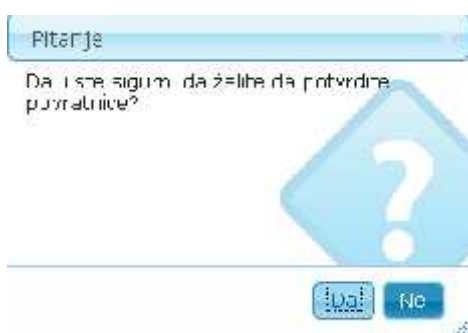 Pitanje
Da li ste sigurni da želite da potvrdite
povratnice?
Da
Ne